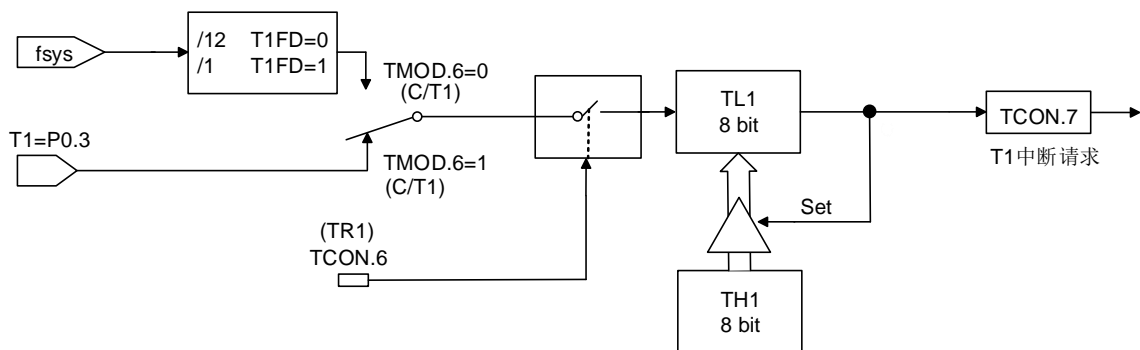 fsys
/12 T1FD=0
/1 T1FD=1
TMOD.6=0
(C/T1)
T1=P0.3
TMOD.6=1
(C/T1)
(TR1)
TCON.6
TL1
8 bit
TCON.7
T1中断请求
Set
TH1
8 bit